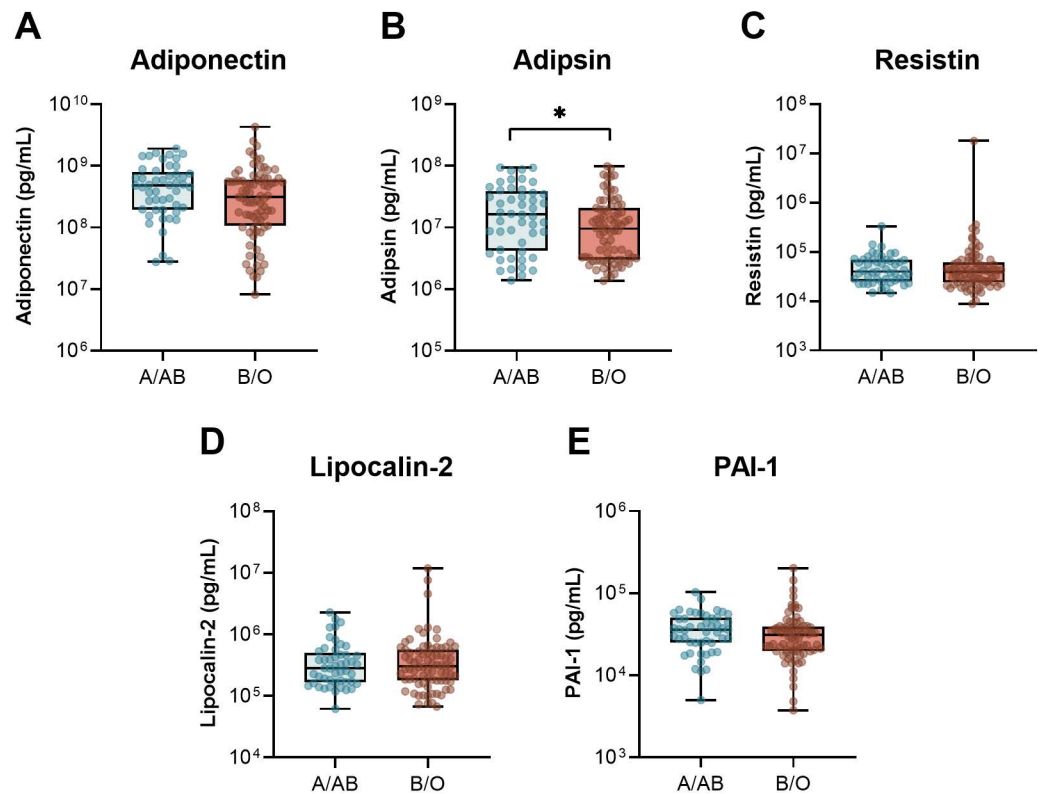 A
Adiponectin
Adiponectin (pg/mL)
10^10
10^9
10^8
10^7
10^6
A/AB
B/O
B
Adipsin
*
Adipsin (pg/mL)
10^9
10^8
10^7
10^6
10^5
A/AB
B/O
C
Resistin
Resistin (pg/mL)
10^8
10^7
10^6
10^5
10^4
10^3
A/AB
B/O
D
Lipocalin-2
Lipocalin-2 (pg/mL)
10^8
10^7
10^6
10^5
10^4
A/AB
B/O
E
PAI-1
PAI-1 (pg/mL)
10^6
10^5
10^4
10^3
A/AB
B/O